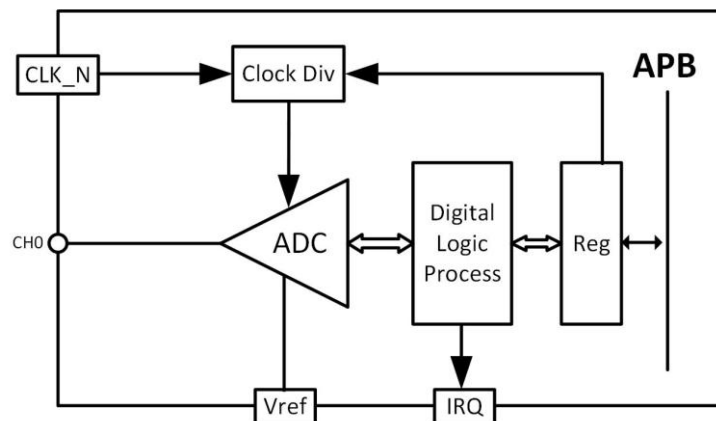 CLK_N
Clock Div
APB
CH0
ADC
Digital
Logic
Process
Reg
Vref
IRQ